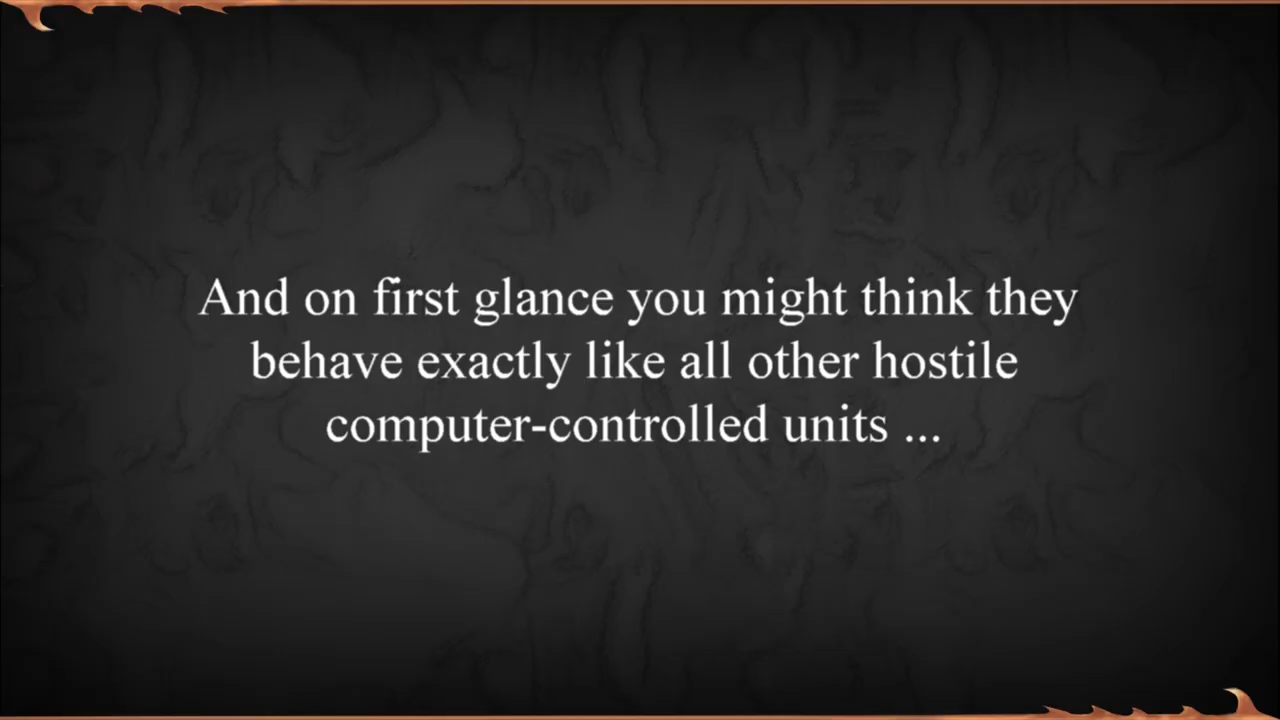 And on first glance you might think they
behave exactly like all other hostile
computer-controlled units ...